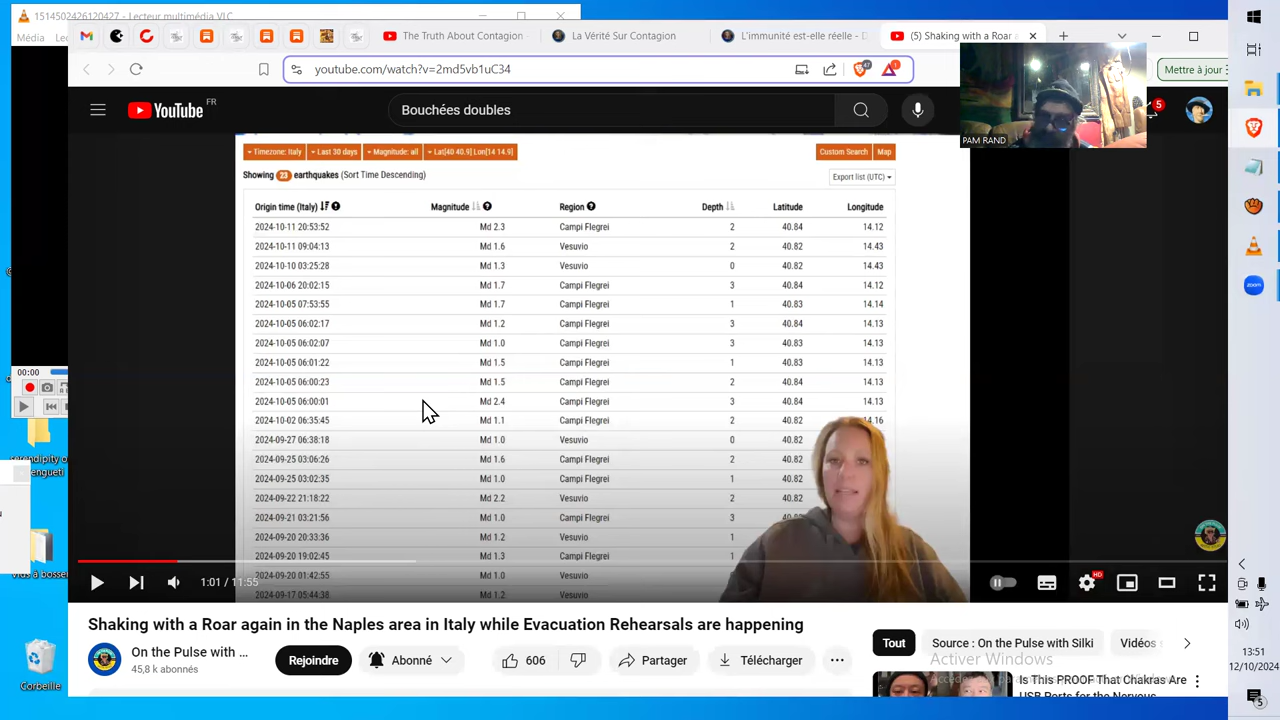 1514502426120427 - Lecteur multimédia VLC
Média Lec
The Truth About Contagion
La Vérité Sur Contagion
L'immunité est-elle réelle - D
(5) Shaking with a Roar a
youtube.com/watch?v=2md5vb1uC34
47
1
Mettre à jour
YouTube FR
Bouchées doubles
5
PAM RAND
Timezone: Italy Last 30 days Magnitude: all Lat[40 40.9] Lon[14 14.9]
Custom Search Map
Showing 23 earthquakes (Sort Time Descending)
Export list (UTC)
Origin time (Italy) Magnitude Region Depth Latitude Longitude
2024-10-11 20:53:52 Md 2.3 Campi Flegrei 2 40.84 14.12
2024-10-11 09:04:13 Md 1.6 Vesuvio 2 40.82 14.43
2024-10-10 03:25:28 Md 1.3 Vesuvio 0 40.82 14.43
2024-10-06 20:02:15 Md 1.7 Campi Flegrei 3 40.84 14.12
2024-10-05 07:53:55 Md 1.7 Campi Flegrei 1 40.83 14.14
2024-10-05 06:02:17 Md 1.2 Campi Flegrei 3 40.84 14.13
2024-10-05 06:02:07 Md 1.0 Campi Flegrei 3 40.83 14.13
2024-10-05 06:01:22 Md 1.5 Campi Flegrei 1 40.83 14.13
2024-10-05 06:00:23 Md 1.5 Campi Flegrei 2 40.84 14.13
2024-10-05 06:00:01 Md 2.4 Campi Flegrei 3 40.84 14.13
2024-10-02 06:35:45 Md 1.1 Campi Flegrei 2 40.82 14.16
2024-09-27 06:38:18 Md 1.0 Vesuvio 0 40.82
2024-09-25 03:06:26 Md 1.6 Campi Flegrei 2 40.82
2024-09-25 03:02:35 Md 1.0 Campi Flegrei 1 40.82
2024-09-22 21:18:22 Md 2.2 Vesuvio 2 40.82
2024-09-21 03:21:56 Md 1.0 Campi Flegrei 3
2024-09-20 20:33:36 Md 1.2 Vesuvio 1
2024-09-20 19:02:45 Md 1.3 Campi Flegrei 1
2024-09-20 01:42:55 Md 1.0 Vesuvio
2024-09-17 05:44:38 Md 1.2 Vesuvio
00:00
1:01 / 11:55
HD
Shaking with a Roar again in the Naples area in Italy while Evacuation Rehearsals are happening
On the Pulse with ...
45,8 k abonnés
Rejoindre
Abonné
606
Partager
Télécharger
Tout
Source : On the Pulse with Silki
Vidéos
Activer Windows
Is This PROOF That Chakras Are
USB Ports for the Nervous
Corbeille
zoom
13:51
12/10/2024
5